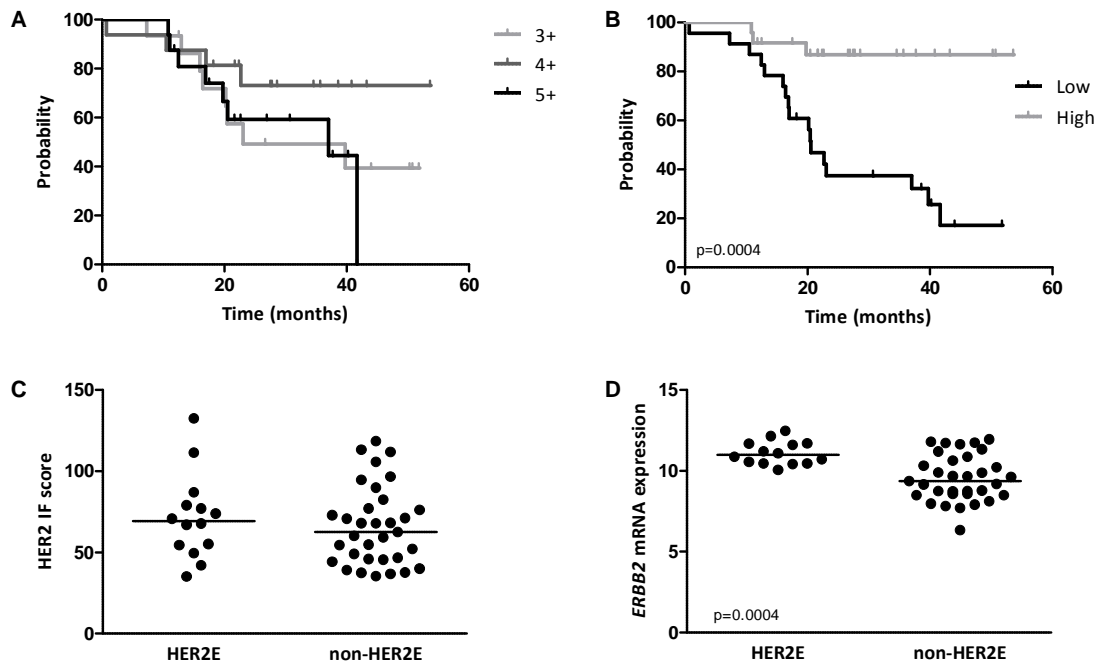 A
100
80
60
40
20
0
0 20 40 60
Probability
Time (months)
3+
4+
5+
B
100
80
60
40
20
0
0 20 40 60
Probability
Time (months)
p=0.0004
Low
High
C
150
100
50
0
HER2 IF score
HER2E non-HER2E
D
15
10
5
0
ERBB2 mRNA expression
p=0.0004
HER2E non-HER2E